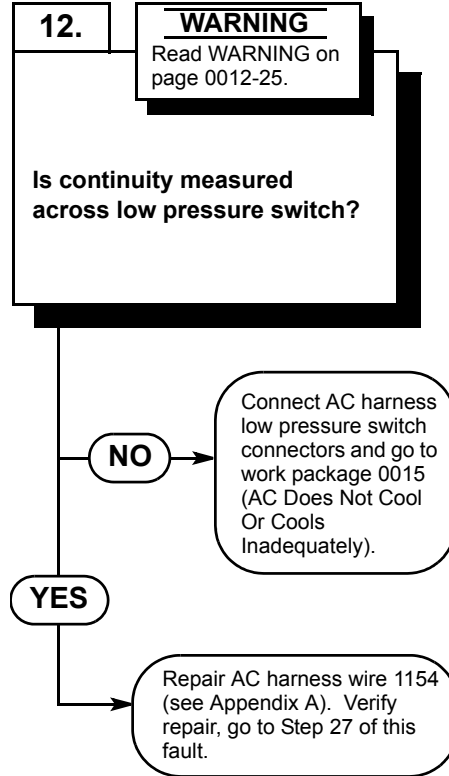 12.
WARNING
Read WARNING on
page 0012-25.
Is continuity measured
across low pressure switch?
NO
Connect AC harness
low pressure switch
connectors and go to
work package 0015
(AC Does Not Cool
Or Cools
Inadequately).
YES
Repair AC harness wire 1154
(see Appendix A).  Verify
repair, go to Step 27 of this
fault.